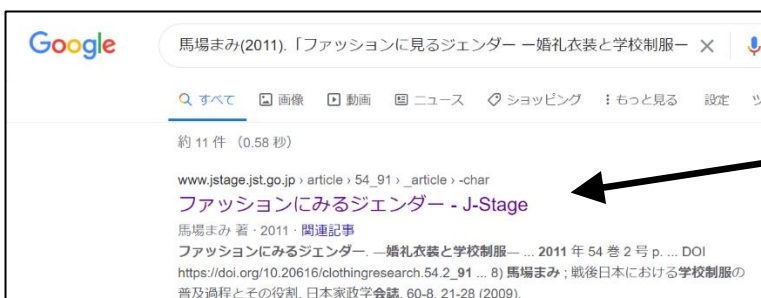 Google
馬場まみ(2011).「ファッションに見るジェンダー ー婚礼衣装と学校制服ー
すべて 画像 動画 ニュース ショッピング もっと見る 設定
約 11 件 (0.58 秒)
www.jstage.jst.go.jp › article › 54_91 › _article › -char
ファッションにみるジェンダー - J-Stage
馬場まみ 著 · 2011 · 関連記事
ファッションにみるジェンダー. —婚礼衣装と学校制服— ... 2011 年 54 巻 2 号 p. ... DOI
https://doi.org/10.20616/clothingresearch.54.2_91 ... 8) 馬場まみ ; 戦後日本における学校制服の
普及過程とその役割, 日本家政学会誌, 60-8, 21-28 (2009).